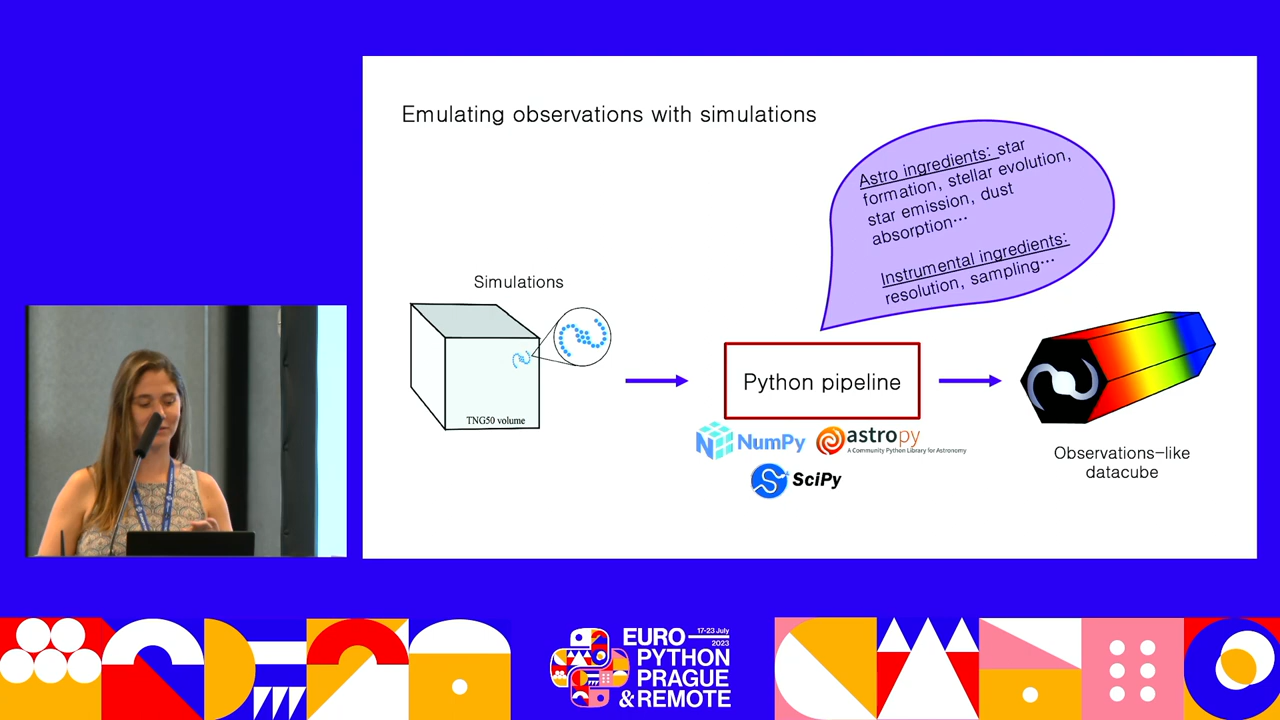 Emulating observations with simulations
Astro ingredients: star
formation, stellar evolution,
star emission, dust
absorption…
Instrumental ingredients:
resolution, sampling…
Simulations
TNG50 volume
Python pipeline
NumPy
astropy
A Community Python Library for Astronomy
SciPy
Observations-like
datacube
EURO
17-23 July
2023
PYTHON
PRAGUE
& REMOTE